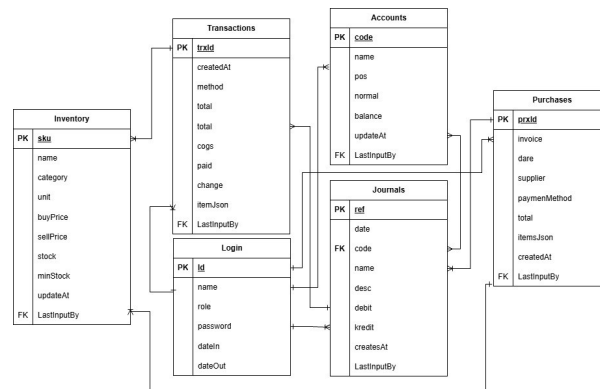 Transactions
PK trxId
createdAt
method
total
total
cogs
paid
change
itemJson
FK LastInputBy
Accounts
PK code
name
pos
normal
balance
updateAt
FK LastInputBy
Inventory
PK sku
name
category
unit
buyPrice
sellPrice
stock
minStock
updateAt
FK LastInputBy
Purchases
PK prxId
invoice
dare
supplier
paymenMethod
total
itemsJson
createdAt
FK LastInputBy
Login
PK Id
name
role
password
dateIn
dateOut
Journals
PK ref
date
FK code
name
desc
debit
kredit
createsAt
LastInputBy